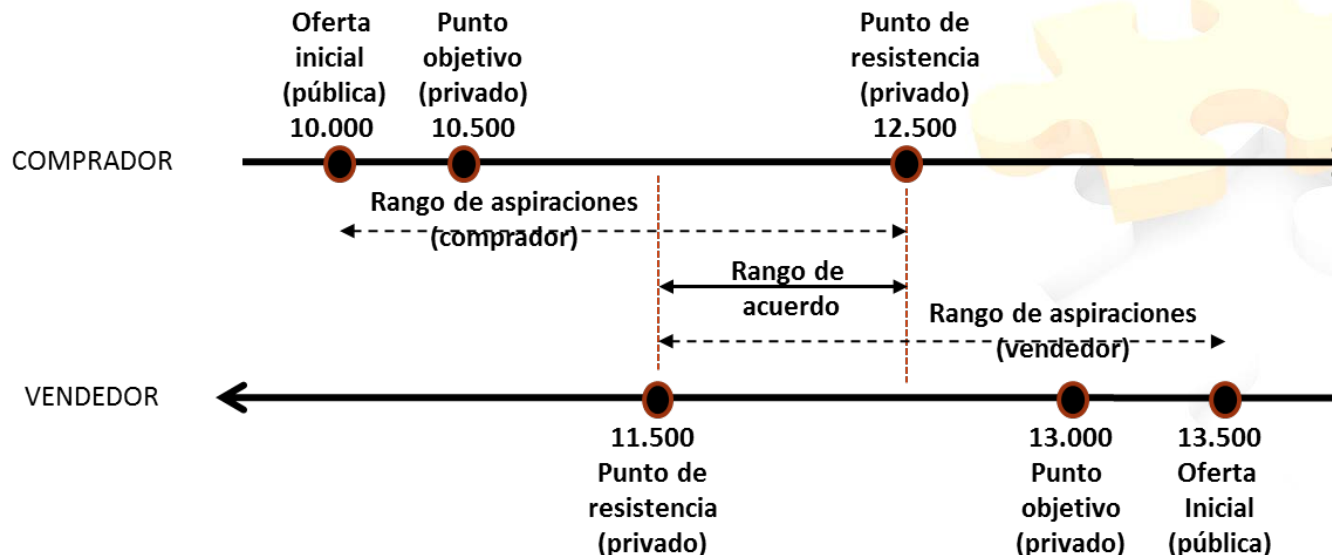 Oferta
inicial
(pública)
10.000
Punto
objetivo
(privado)
10.500
Punto de
resistencia
(privado)
12.500
COMPRADOR
Rango de aspiraciones
(comprador)
Rango de
acuerdo
Rango de aspiraciones
(vendedor)
VENDEDOR
11.500
Punto de
resistencia
(privado)
13.000
Punto
objetivo
(privado)
13.500
Oferta
Inicial
(pública)